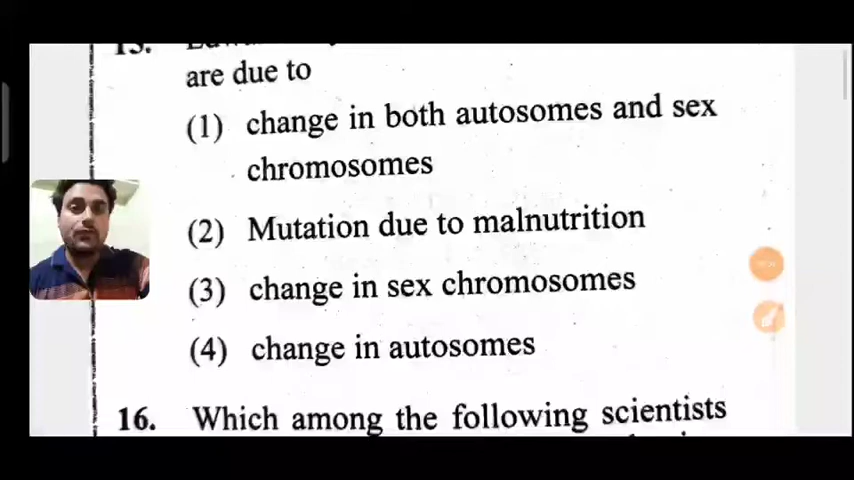 are due to
(1) change in both autosomes and sex
chromosomes
(2) Mutation due to malnutrition
(3) change in sex chromosomes
(4) change in autosomes
16. Which among the following scientists